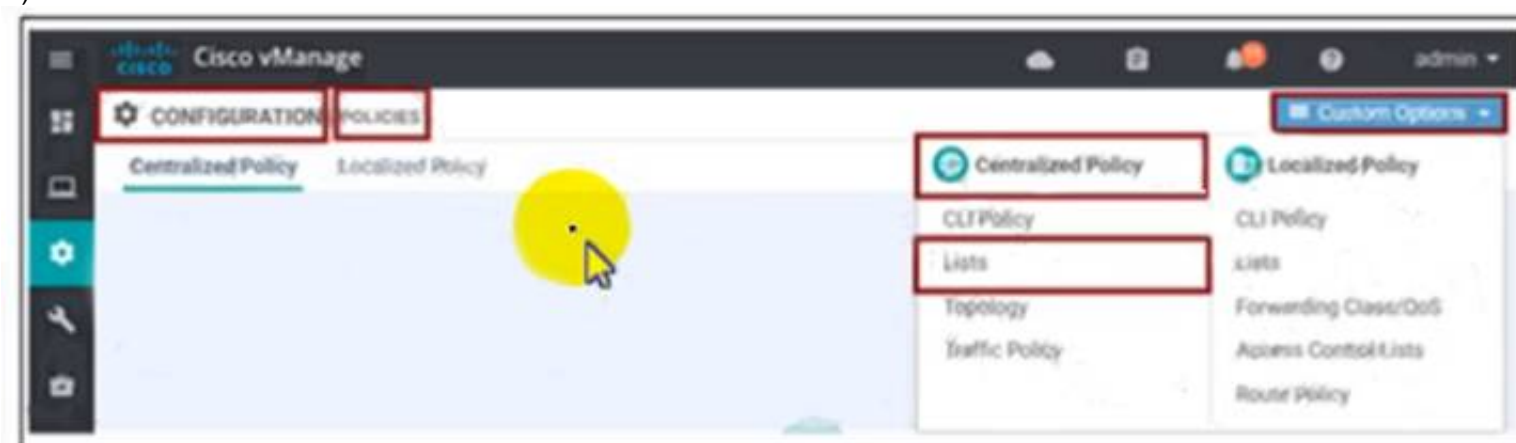 )
cisco Cisco vManage admin
CONFIGURATION POLICIES
Custom Options
Centralized Policy Localized Policy
Centralized Policy
CLI Policy
Lists
Topology
Traffic Policy
Localized Policy
CLI Policy
Lists
Forwarding Class/QoS
Access Control Lists
Route Policy